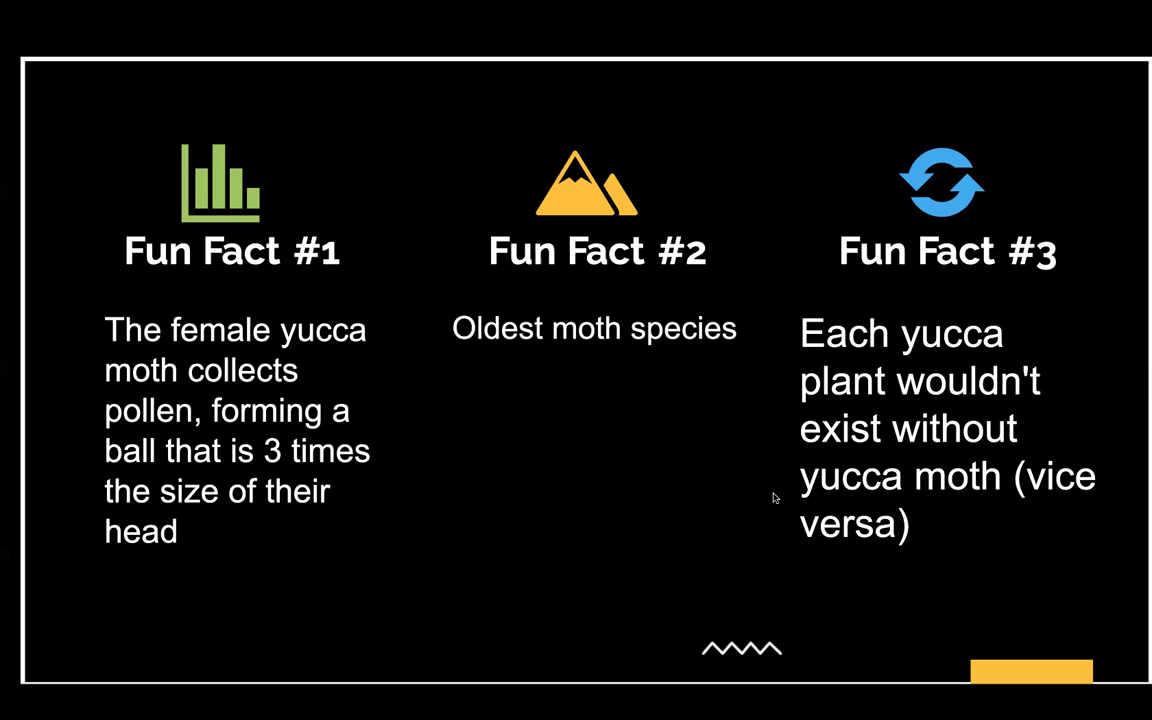 Fun Fact #1
The female yucca
moth collects
pollen, forming a
ball that is 3 times
the size of their
head
Fun Fact #2
Oldest moth species
Fun Fact #3
Each yucca
plant wouldn't
exist without
yucca moth (vice
versa)